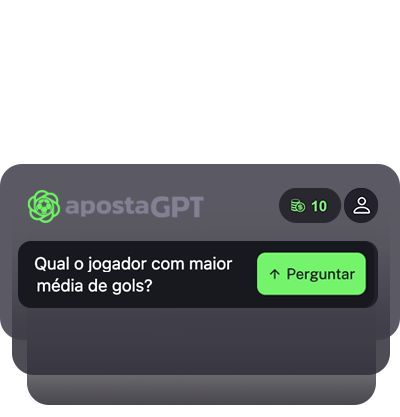 apostaGPT
10
Qual o jogador com maior
média de gols?
↑ Perguntar